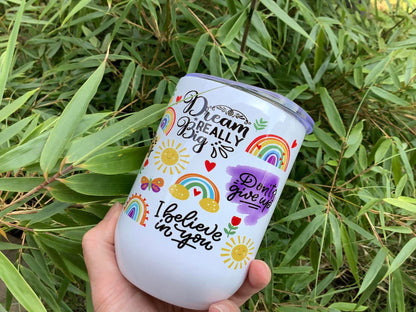 Dream
REALLY
Big
Don't
give up
I believe
in you